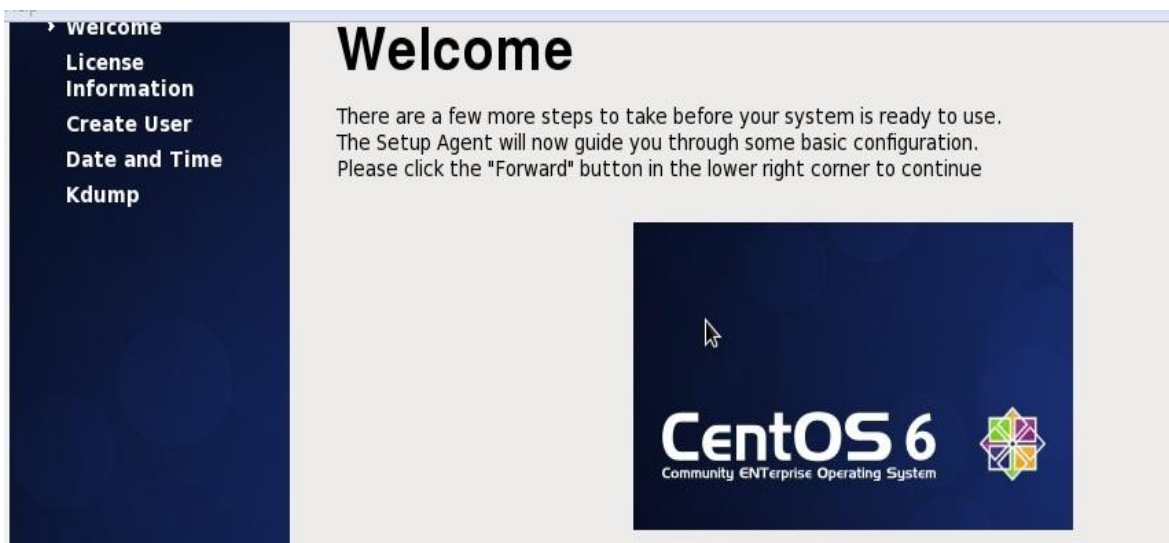 Welcome
License
Information
Create User
Date and Time
Kdump
Welcome
There are a few more steps to take before your system is ready to use.
The Setup Agent will now guide you through some basic configuration.
Please click the "Forward" button in the lower right corner to continue
CentOS 6
Community ENTerprise Operating System